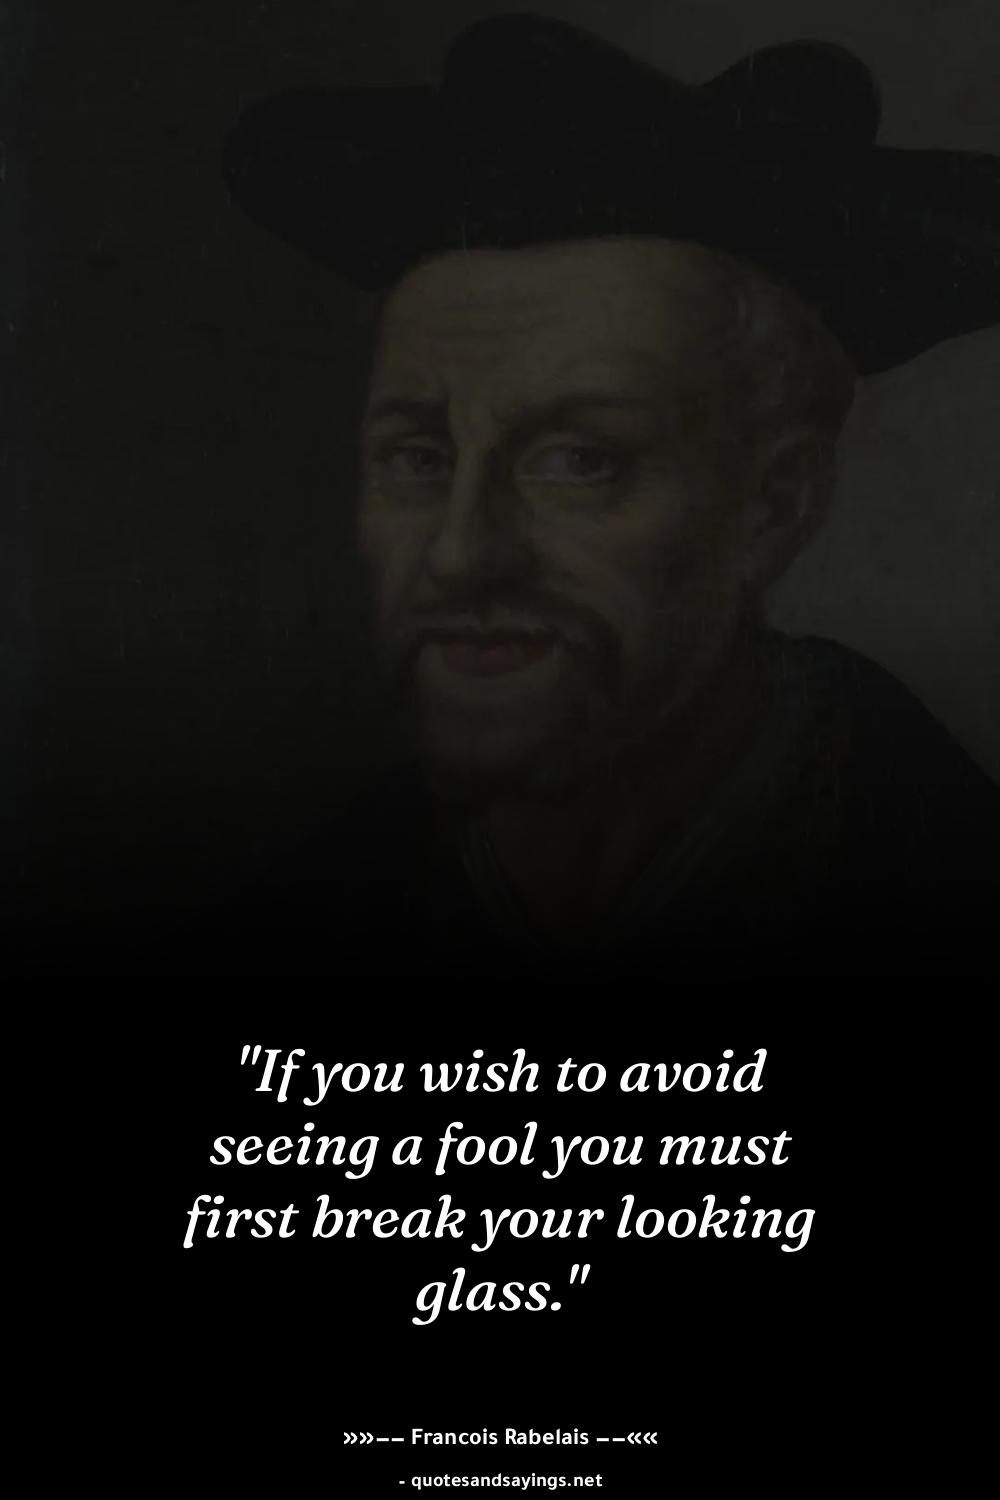 "If you wish to avoid
seeing a fool you must
first break your looking
glass."
»»−− Francois Rabelais −−««
- quotesandsayings.net